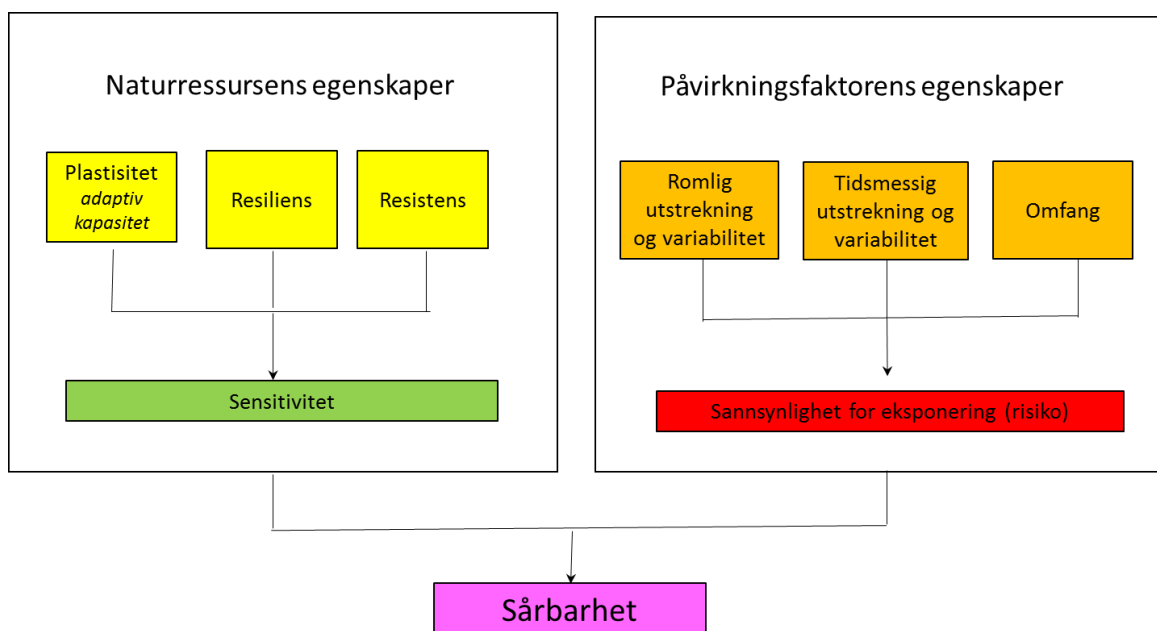 Naturressursens egenskaper
Plastisitet
adaptiv
kapasitet
Resiliens
Resistens
Sensitivitet
Påvirkningsfaktorens egenskaper
Romlig
utstrekning
og variabilitet
Tidsmessig
utstrekning og
variabilitet
Omfang
Sannsynlighet for eksponering (risiko)
Sårbarhet